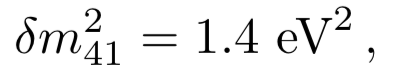 δm²₄₁ = 1.4 eV² ,